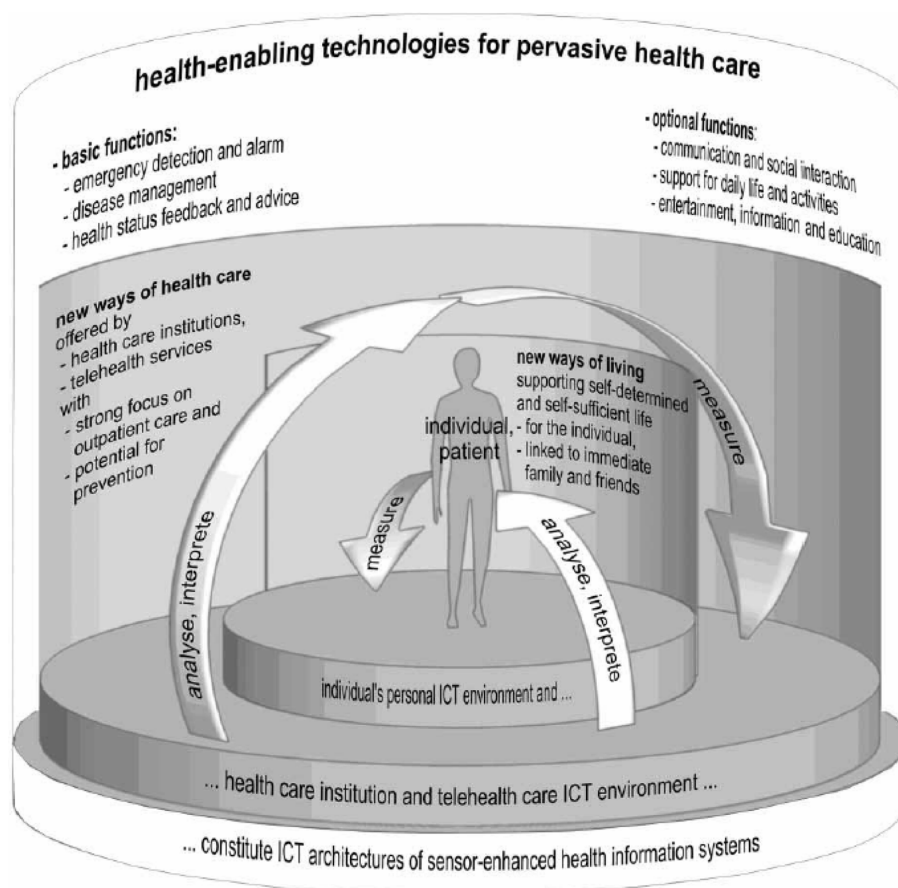 health-enabling technologies for pervasive health care
- basic functions:
- emergency detection and alarm
- disease management
- health status feedback and advice
- optional functions:
- communication and social interaction
- support for daily life and activities
- entertainment, information and education
new ways of health care
offered by
- health care institutions,
- telehealth services
with
- strong focus on
outpatient care and
- potential for
prevention
new ways of living
supporting self-determined
and self-sufficient life
- for the individual,
- linked to immediate
family and friends
individual,
patient
measure
measure
analyse, interprete
analyse, interprete
individual's personal ICT environment and ...
... health care institution and telehealth care ICT environment ...
... constitute ICT architectures of sensor-enhanced health information systems